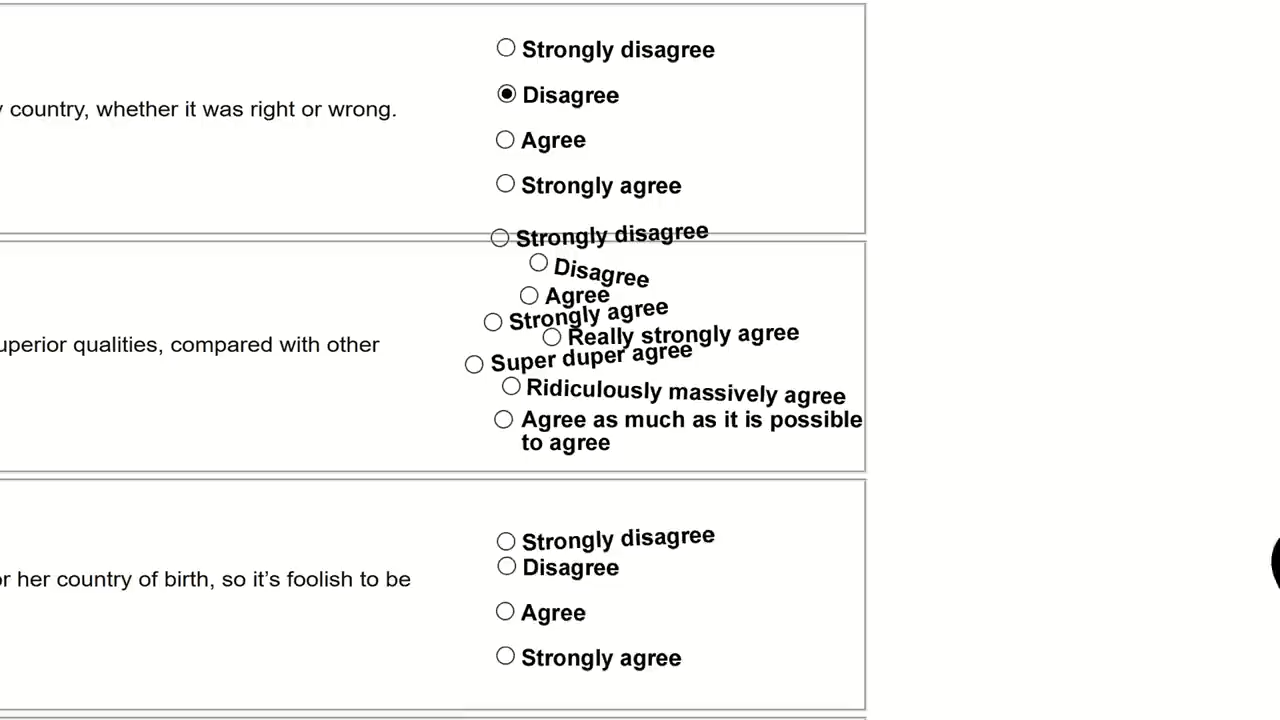 Strongly disagree
Disagree
country, whether it was right or wrong.
Agree
Strongly agree
Strongly disagree
Disagree
Agree
Strongly agree
Really strongly agree
qualities, compared with other
Super duper agree
Ridiculously massively agree
Agree as much as it is possible
to agree
Strongly disagree
Disagree
her country of birth, so it’s foolish to be
Agree
Strongly agree